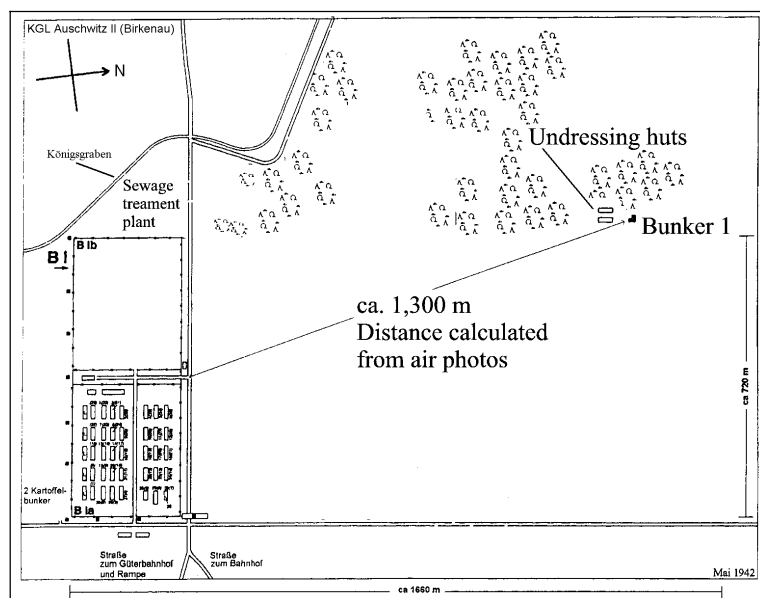 KGL Auschwitz II (Birkenau)
N
Königsgraben
Sewage
treament
plant
Undressing huts
Bunker 1
B Ib
B I
ca. 1,300 m
Distance calculated
from air photos
ca 720 m
2 Kartoffel-
bunker
B Ia
Straße
zum Güterbahnhof
und Rampe
Straße
zum Bahnhof
Mai 1942
ca 1660 m